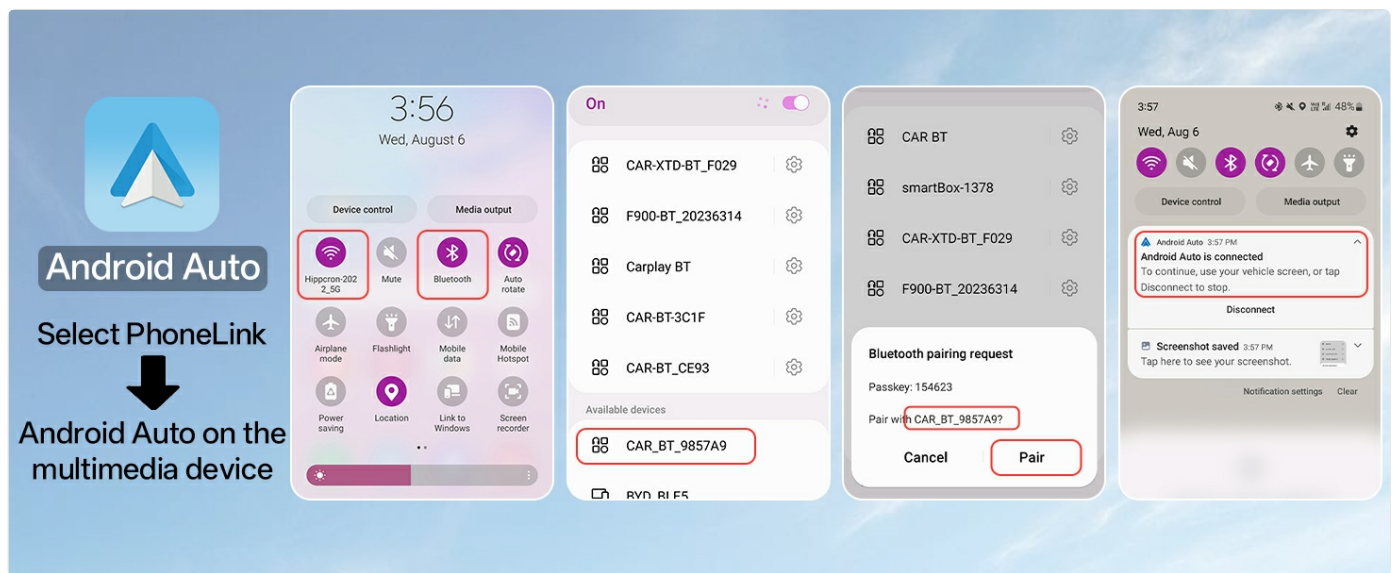 Android Auto
Select PhoneLink
Android Auto on the
multimedia device
3:56
Wed, August 6
Device control
Media output
Hippcron-202
2_5G
Mute
Bluetooth
Auto
rotate
Airplane
mode
Flashlight
Mobile
data
Mobile
Hotspot
Power
saving
Location
Link to
Windows
Screen
recorder
On
CAR-XTD-BT_F029
F900-BT_20236314
Carplay BT
CAR-BT-3C1F
CAR-BT_CE93
Available devices
CAR_BT_9857A9
BYD_BLE5
CAR BT
smartBox-1378
CAR-XTD-BT_F029
F900-BT_20236314
Bluetooth pairing request
Passkey: 154623
Pair with CAR_BT_9857A9?
Cancel
Pair
3:57
48%
Wed, Aug 6
Device control
Media output
Android Auto 3:57 PM
Android Auto is connected
To continue, use your vehicle screen, or tap
Disconnect to stop.
Disconnect
Screenshot saved 3:57 PM
Tap here to see your screenshot.
Notification settings
Clear